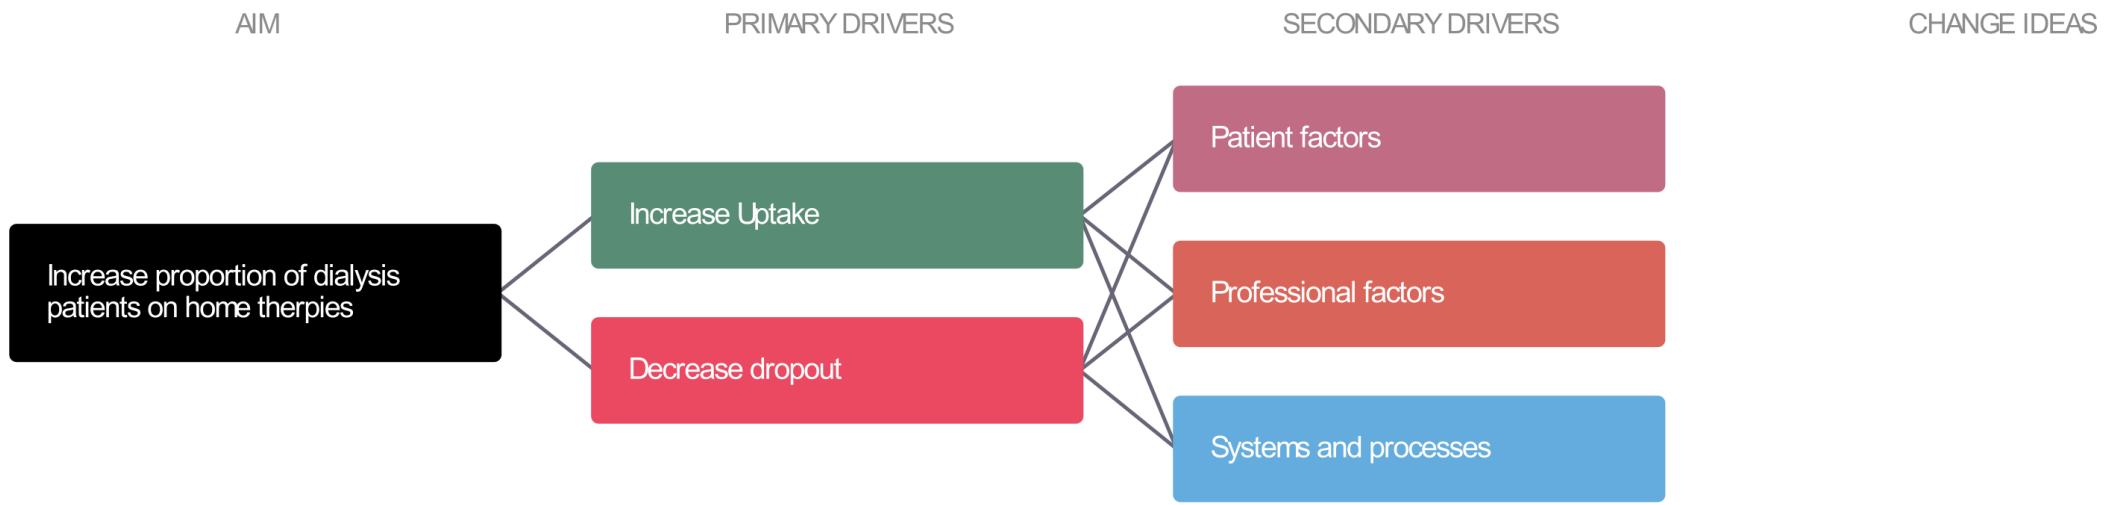 AIM
PRIMARY DRIVERS
SECONDARY DRIVERS
CHANGE IDEAS
Increase proportion of dialysis
patients on home therpies
Increase Uptake
Decrease dropout
Patient factors
Professional factors
Systems and processes